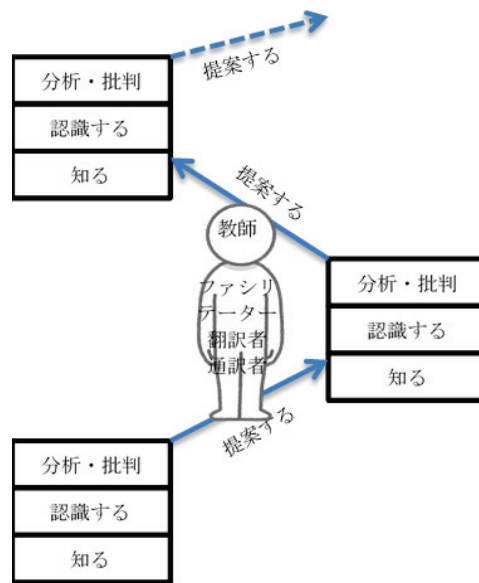 提案する
分析・批判
認識する
知る
提案する
教師
ファシリ
テーター
翻訳者
通訳者
分析・批判
認識する
知る
提案する
分析・批判
認識する
知る